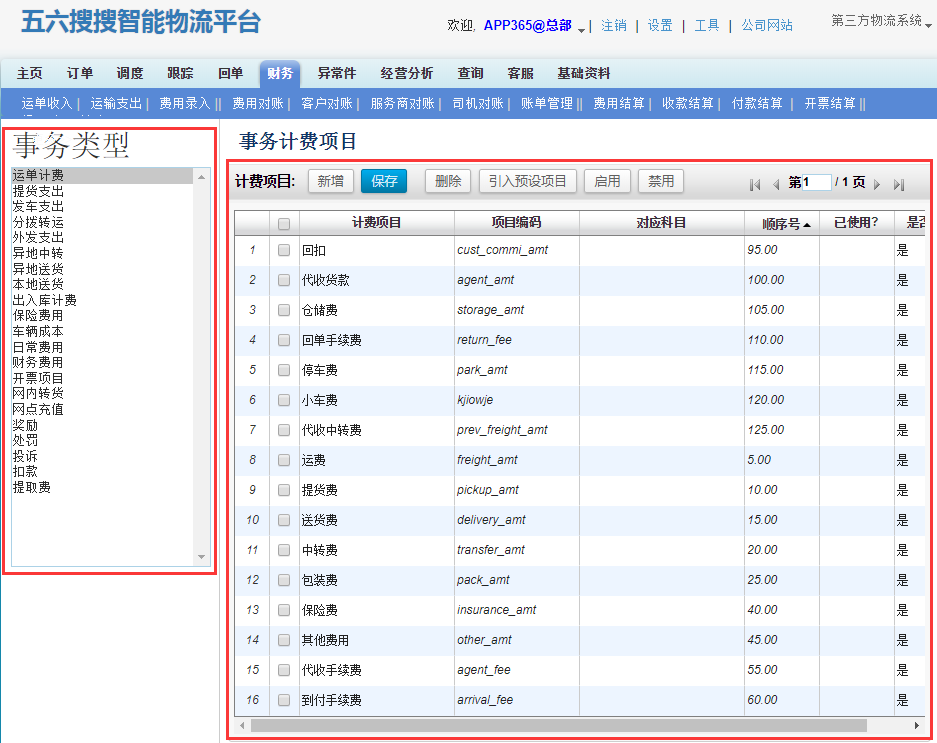 五六搜搜智能物流平台
欢迎, APP365@总部 | 注销 | 设置 | 工具 | 公司网站
第三方物流系统
主页 订单 调度 跟踪 回单 财务 异常件 经营分析 查询 客服 基础资料
运单收入 | 运输支出 | 费用录入 || 费用对账 | 客户对账 | 服务商对账 | 司机对账 | 账单管理 || 费用结算 | 收款结算 | 付款结算 | 开票结算 ||
事务类型
运单计费
提货支出
发车支出
分拨转运
外发支出
异地中转
异地送货
本地送货
出入库计费
保险费用
车辆成本
日常费用
财务费用
开票项目
网内转货
网点充值
奖励
处罚
投诉
扣款
提取费
事务计费项目
计费项目: 新增 保存 删除 引入预设项目 启用 禁用 第1 / 1 页
计费项目 项目编码 对应科目 顺序号 已使用? 是否
1 回扣 cust_commi_amt 95.00 是
2 代收货款 agent_amt 100.00 是
3 仓储费 storage_amt 105.00 是
4 回单手续费 return_fee 110.00 是
5 停车费 park_amt 115.00 是
6 小车费 kjiowje 120.00 是
7 代收中转费 prev_freight_amt 125.00 是
8 运费 freight_amt 5.00 是
9 提货费 pickup_amt 10.00 是
10 送货费 delivery_amt 15.00 是
11 中转费 transfer_amt 20.00 是
12 包装费 pack_amt 25.00 是
13 保险费 insurance_amt 40.00 是
14 其他费用 other_amt 45.00 是
15 代收手续费 agent_fee 55.00 是
16 到付手续费 arrival_fee 60.00 是